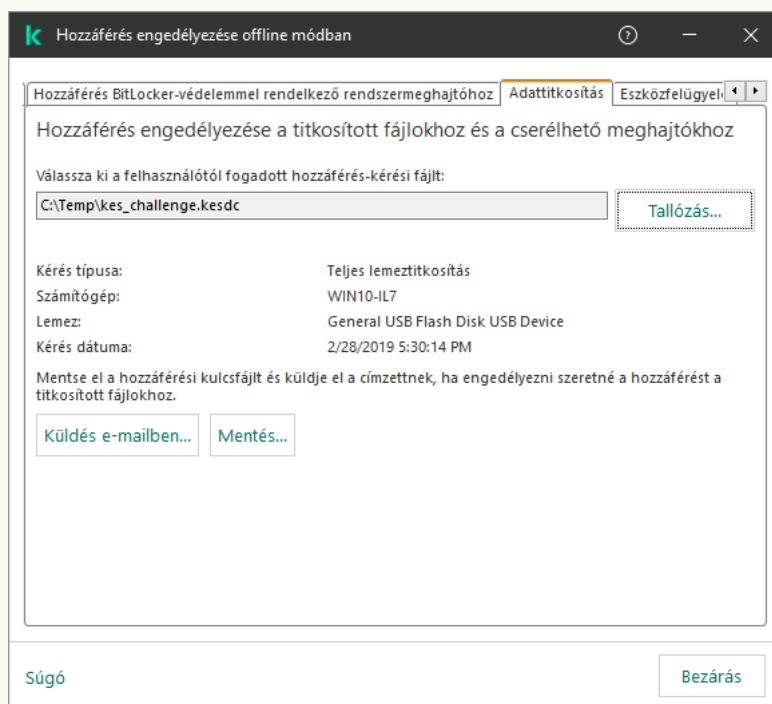 Hozzáférés engedélyezése offline módban
Hozzáférés BitLocker-védelemmel rendelkező rendszermeghajtóhoz Adattitkosítás Eszközfelügyel
Hozzáférés engedélyezése a titkosított fájlokhoz és a cserélhető meghajtókhoz
Válassza ki a felhasználótól fogadott hozzáférés-kérési fájlt:
C:\Temp\kes_challenge.kesdc
Tallózás...
Kérés típusa: Teljes lemeztitkosítás
Számítógép: WIN10-IL7
Lemez: General USB Flash Disk USB Device
Kérés dátuma: 2/28/2019 5:30:14 PM
Mentse el a hozzáférési kulcsfájlt és küldje el a címzettnek, ha engedélyezni szeretné a hozzáférést a
titkosított fájlokhoz.
Küldés e-mailben... Mentés...
Súgó Bezárás